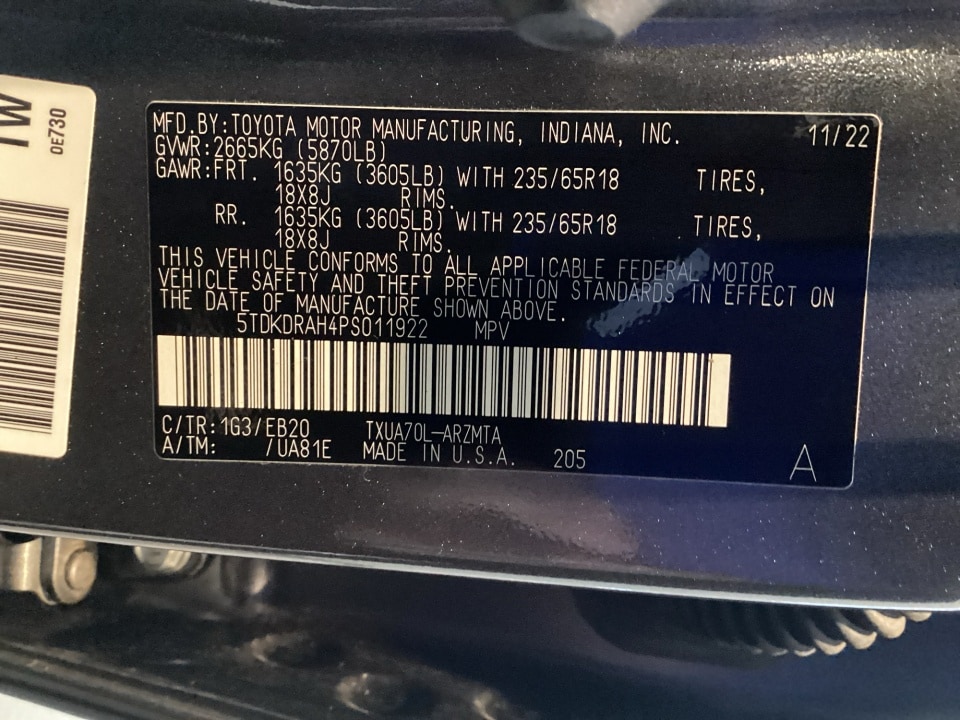 IW
OE730
MFD.BY:TOYOTA MOTOR MANUFACTURING, INDIANA, INC. 11/22
GVWR:2665KG (5870LB)
GAWR:FRT. 1635KG (3605LB) WITH 235/65R18 TIRES,
18X8J RIMS.
RR. 1635KG (3605LB) WITH 235/65R18 TIRES,
18X8J RIMS.
THIS VEHICLE CONFORMS TO ALL APPLICABLE FEDERAL MOTOR
VEHICLE SAFETY AND THEFT PREVENTION STANDARDS IN EFFECT ON
THE DATE OF MANUFACTURE SHOWN ABOVE.
5TDKDRAH4PS011922 MPV
C/TR:1G3/EB20 TXUA70L-ARZMTA
A/TM: /UA81E MADE IN U.S.A. 205
A